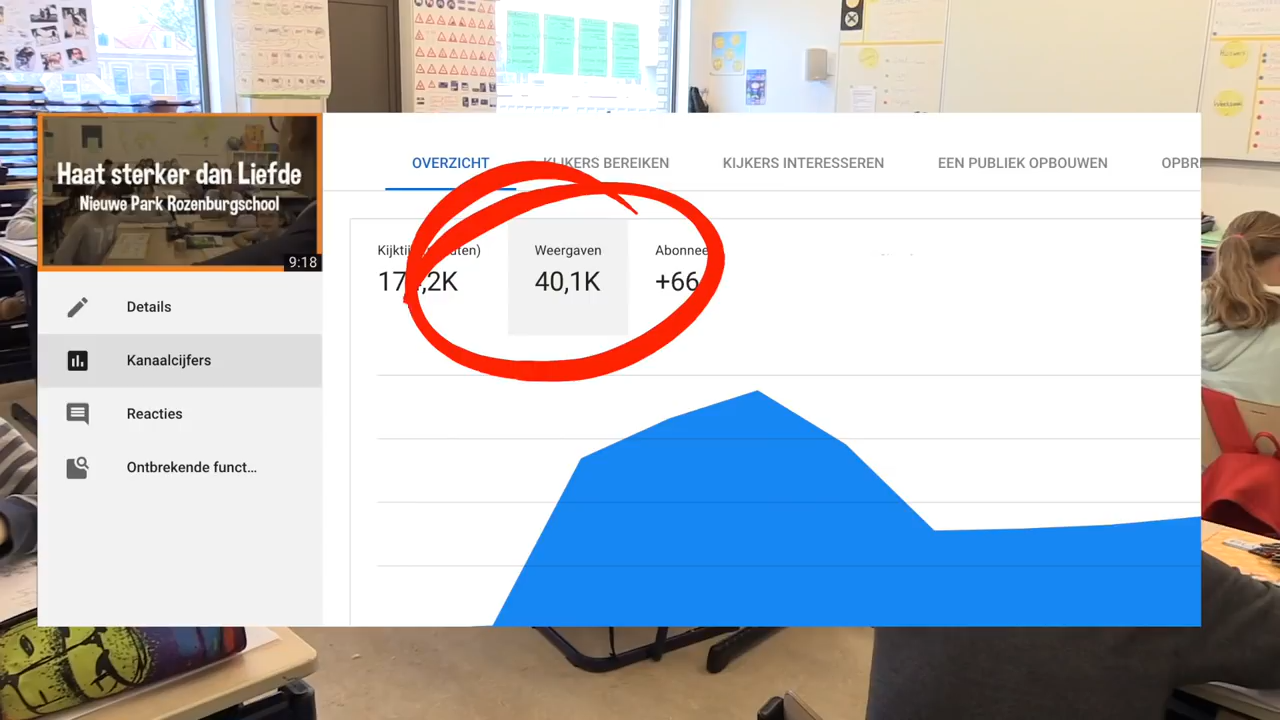 Haat sterker dan Liefde
Nieuwe Park Rozenburgschool
9:18
Details
Kanaalcijfers
Reacties
Ontbrekende funct…
OVERZICHT
KIJKERS BEREIKEN
KIJKERS INTERESSEREN
EEN PUBLIEK OPBOUWEN
Weergaven
40,1K
+66